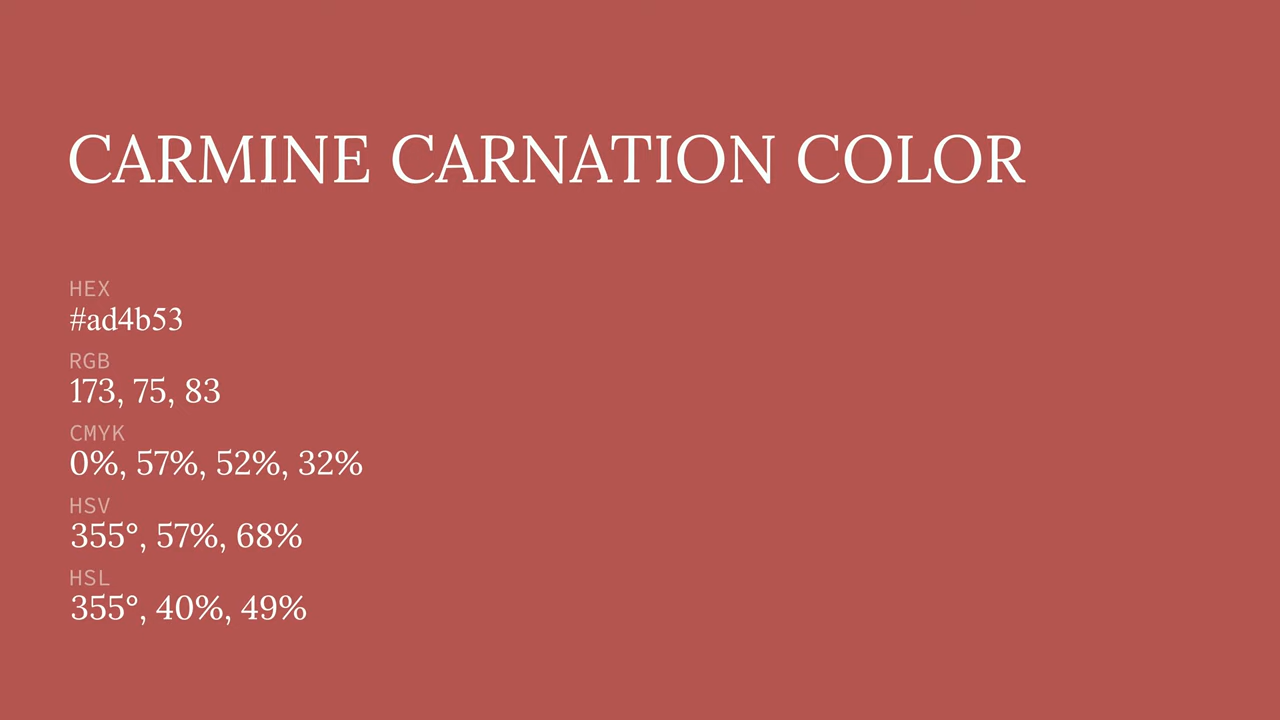 CARMINE CARNATION COLOR
HEX
#ad4b53
RGB
173, 75, 83
CMYK
0%, 57%, 52%, 32%
HSV
355°, 57%, 68%
HSL
355°, 40%, 49%